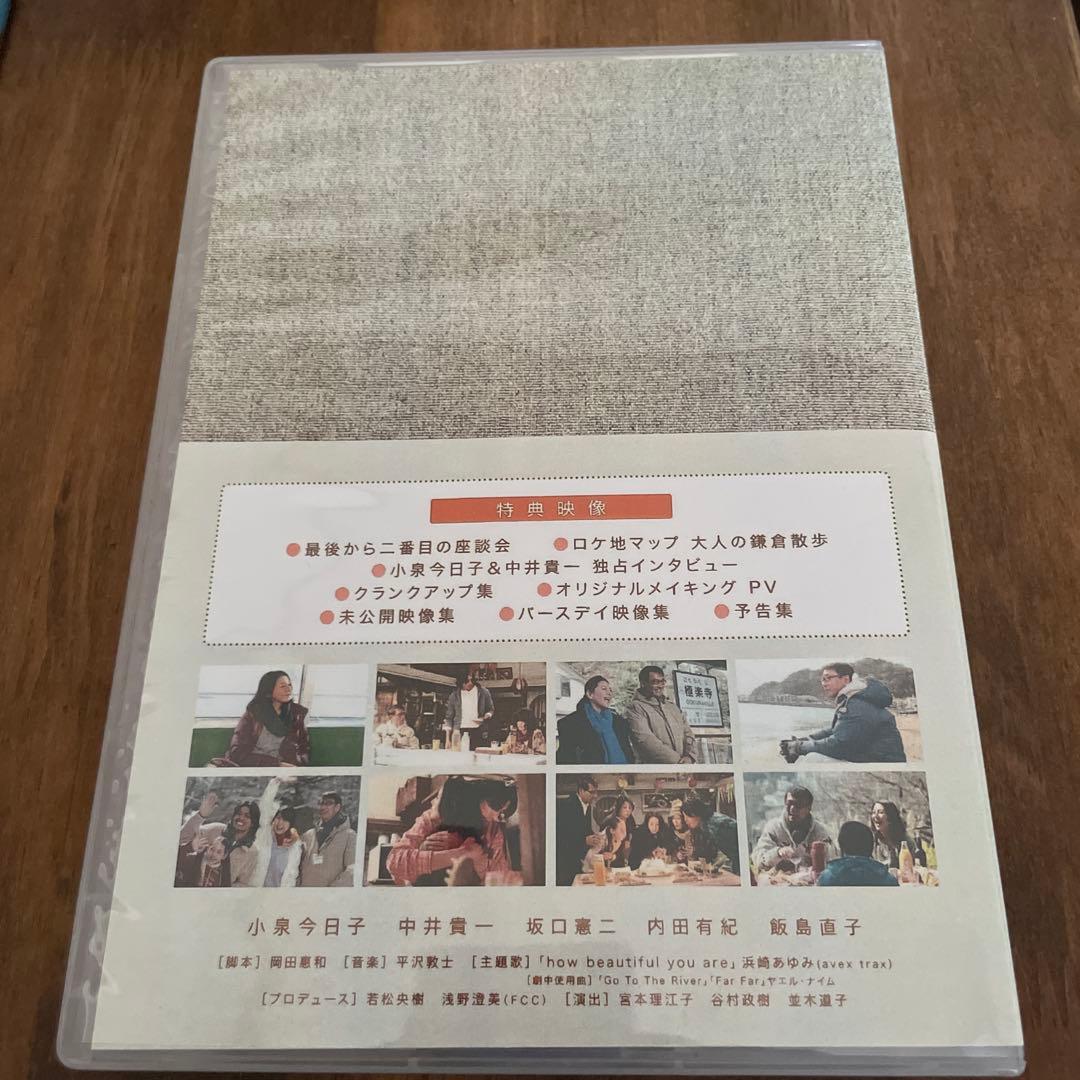 特典映像
●最後から二番目の座談会 ●ロケ地マップ 大人の鎌倉散歩
●小泉今日子&中井貴一 独占インタビュー
●クランクアップ集 ●オリジナルメイキング PV
●未公開映像集 ●バースデイ映像集 ●予告集
極楽寺
小泉今日子 中井貴一 坂口憲二 内田有紀 飯島直子
[脚本] 岡田惠和 [音楽] 平沢敦士 [主題歌]「how beautiful you are」浜崎あゆみ(avex trax)
[劇中使用曲]「Go To The River」「Far Far」ヤエル・ナイム
[プロデュース] 若松央樹 浅野澄美(FCC) [演出] 宮本理江子 谷村政樹 並木道子